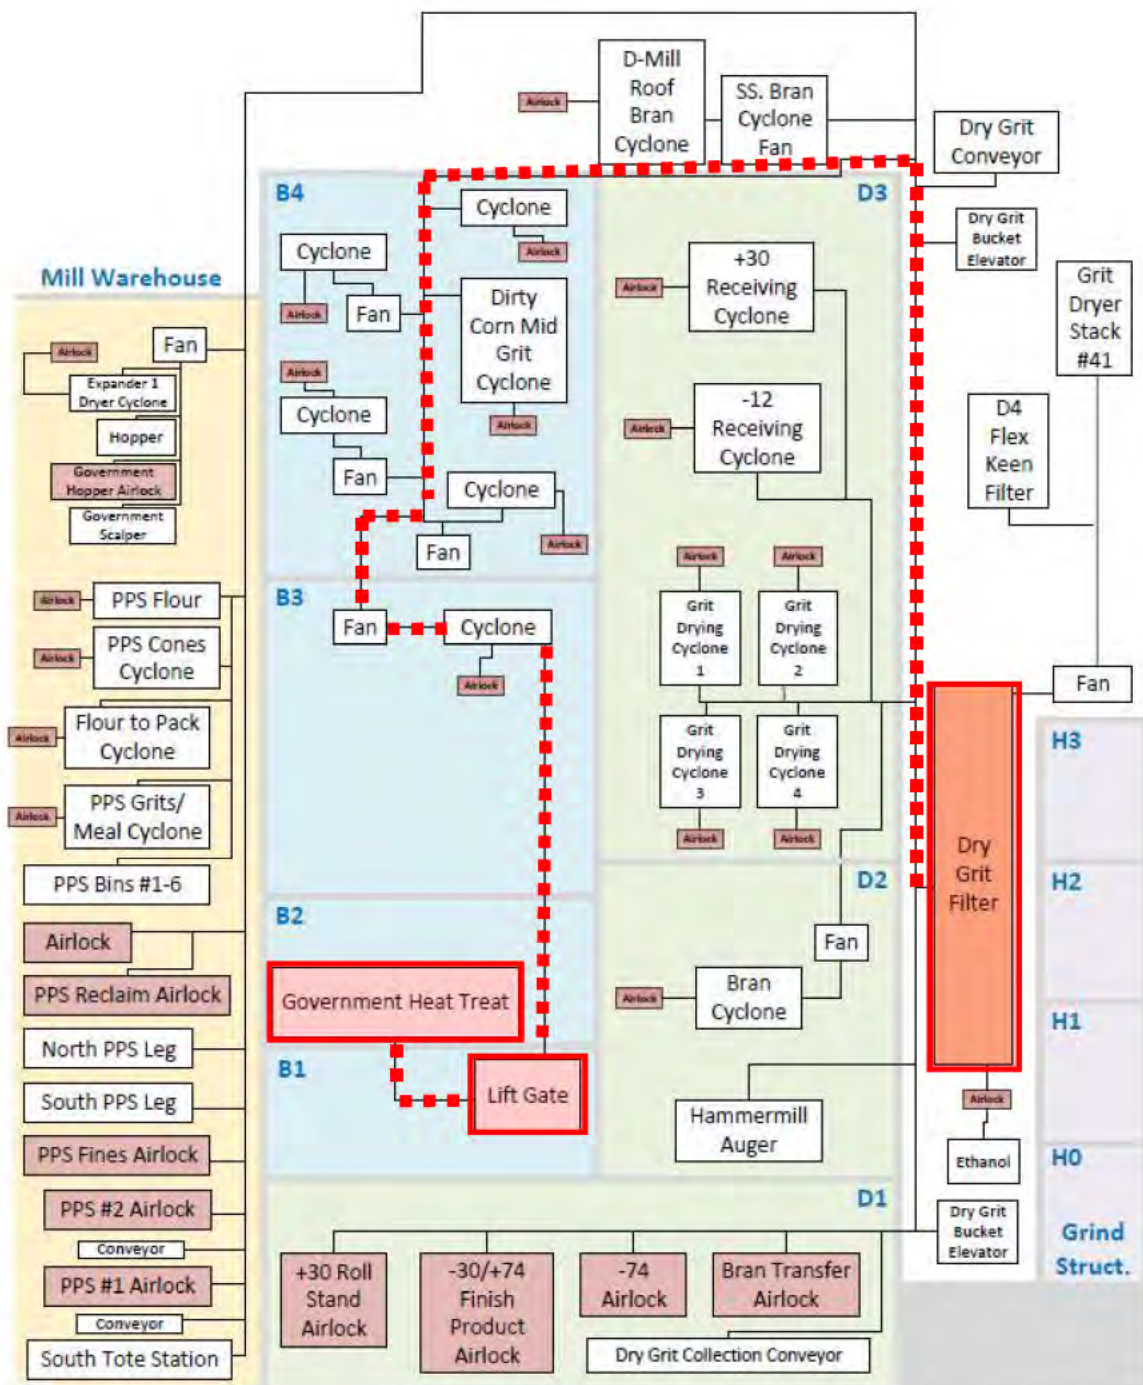 D-Mill
Roof
Bran
Cyclone
SS. Bran
Cyclone
Fan
Airlock
Dry Grit
Conveyor
Dry Grit
Bucket
Elevator
Grit
Dryer
Stack
#41
D4
Flex
Keen
Filter
Fan
Mill Warehouse
Fan
Airlock
Expander 1
Dryer Cyclone
Hopper
Government
Hopper Airlock
Government
Scalper
Airlock
PPS Flour
Airlock
PPS Cones
Cyclone
Airlock
Flour to Pack
Cyclone
Airlock
PPS Grits/
Meal Cyclone
PPS Bins #1-6
Airlock
PPS Reclaim Airlock
North PPS Leg
South PPS Leg
PPS Fines Airlock
PPS #2 Airlock
Conveyor
PPS #1 Airlock
Conveyor
South Tote Station
B4
Cyclone
Airlock
Cyclone
Airlock
Fan
Dirty
Corn Mid
Grit
Cyclone
Airlock
Airlock
Cyclone
Fan
Cyclone
Airlock
Fan
B3
Fan
Cyclone
Airlock
B2
Government Heat Treat
B1
Lift Gate
D3
Airlock
+30
Receiving
Cyclone
Airlock
-12
Receiving
Cyclone
Airlock
Airlock
Grit
Drying
Cyclone
1
Grit
Drying
Cyclone
2
Grit
Drying
Cyclone
3
Grit
Drying
Cyclone
4
Airlock
Airlock
D2
Fan
Airlock
Bran
Cyclone
Hammermill
Auger
D1
+30 Roll
Stand
Airlock
-30/+74
Finish
Product
Airlock
-74
Airlock
Bran Transfer
Airlock
Dry Grit Collection Conveyor
Dry
Grit
Filter
Airlock
Ethanol
Dry Grit
Bucket
Elevator
H3
H2
H1
H0
Grind
Struct.